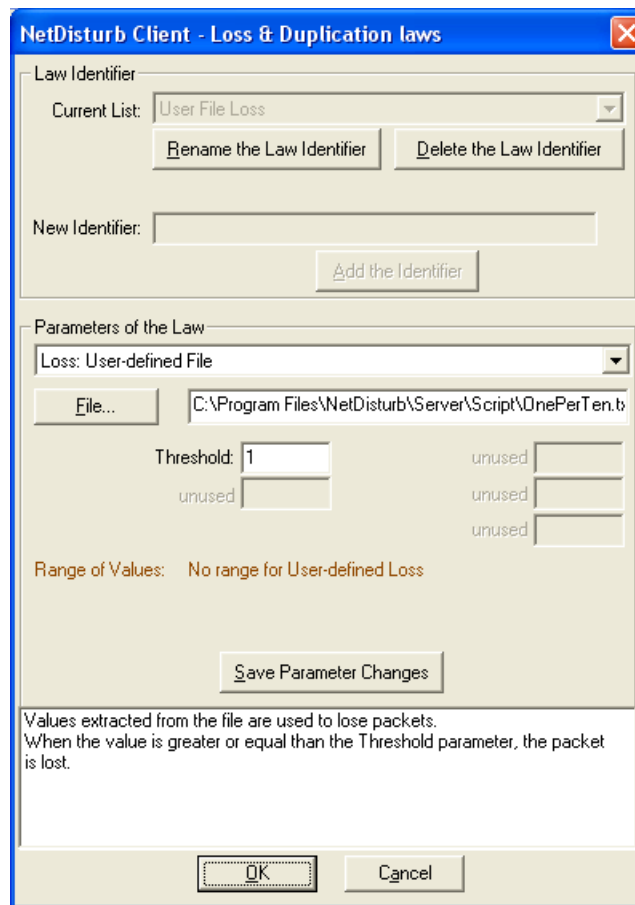 NetDisturb Client - Loss & Duplication laws
Law Identifier
Current List: User File Loss
Rename the Law Identifier Delete the Law Identifier
New Identifier:
Add the Identifier
Parameters of the Law
Loss: User-defined File
File... C:\Program Files\NetDisturb\Server\Script\OnePerTen.tx
Threshold: 1 unused
unused unused
unused
Range of Values: No range for User-defined Loss
Save Parameter Changes
Values extracted from the file are used to lose packets.
When the value is greater or equal than the Threshold parameter, the packet
is lost.
OK Cancel